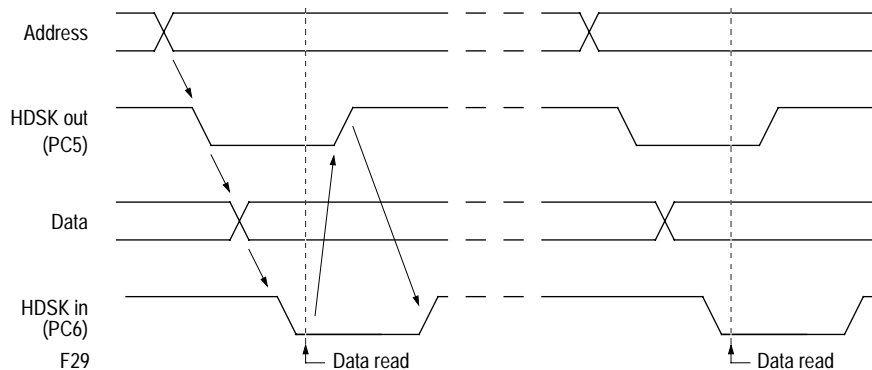 Address
HDSK out
(PC5)
Data
HDSK in
(PC6)
F29
Data read
Data read